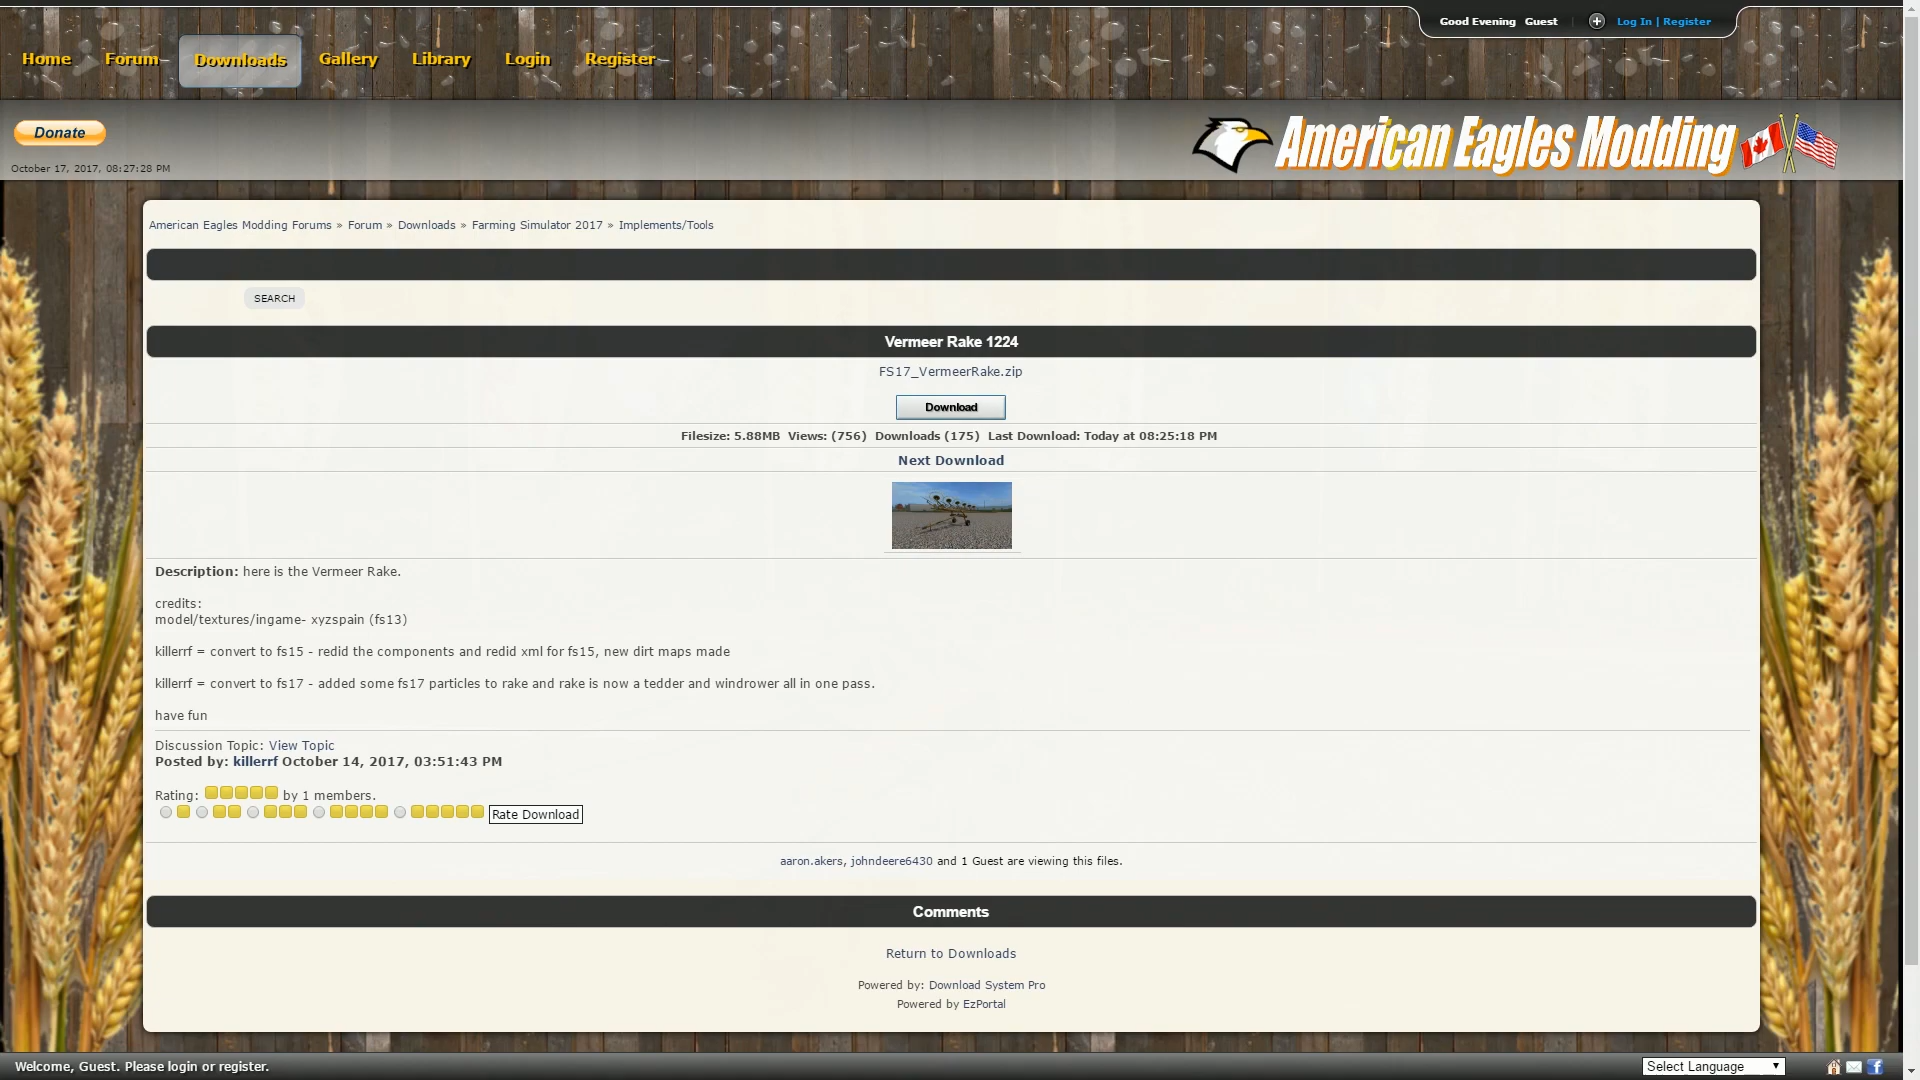 Good Evening Guest | Log In | Register
Home Forum Downloads Gallery Library Login Register
Donate
American Eagles Modding
October 17, 2017, 08:27:28 PM
American Eagles Modding Forums » Forum » Downloads » Farming Simulator 2017 » Implements/Tools
SEARCH
Vermeer Rake 1224
FS17_VermeerRake.zip
Download
Filesize: 5.88MB Views: (756) Downloads (175) Last Download: Today at 08:25:18 PM
Next Download
Description: here is the Vermeer Rake.
credits:
model/textures/ingame- xyzspain (fs13)
killerrf = convert to fs15 - redid the components and redid xml for fs15, new dirt maps made
killerrf = convert to fs17 - added some fs17 particles to rake and rake is now a tedder and windrower all in one pass.
have fun
Discussion Topic: View Topic
Posted by: killerrf October 14, 2017, 03:51:43 PM
Rating: by 1 members.
Rate Download
aaron.akers, johndeere6430 and 1 Guest are viewing this files.
Comments
Return to Downloads
Powered by: Download System Pro
Powered by EzPortal
Welcome, Guest. Please login or register.
Select Language